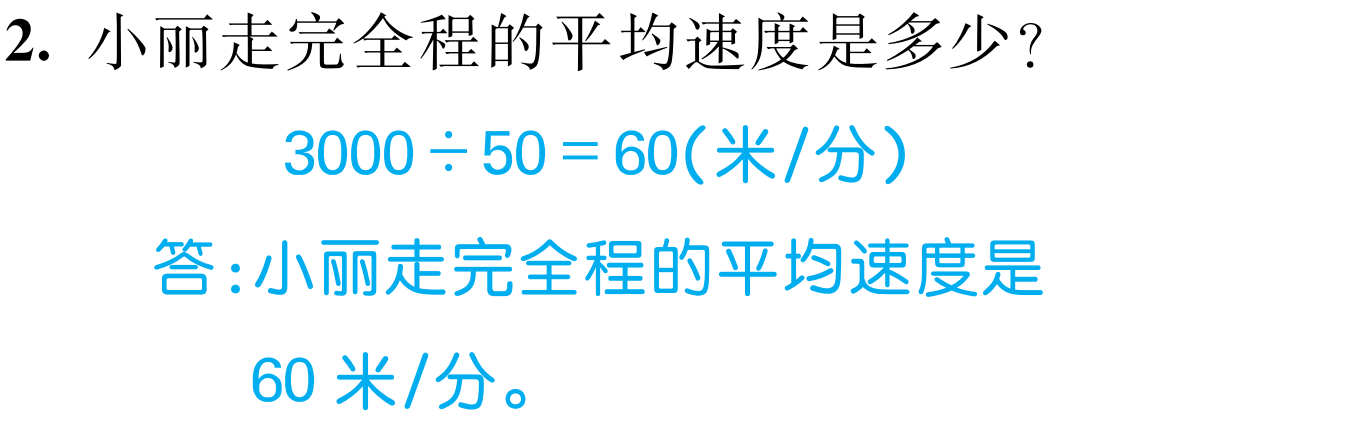 2. 小丽走完全程的平均速度是多少?
3000÷50=60(米/分)
答:小丽走完全程的平均速度是
60 米/分。